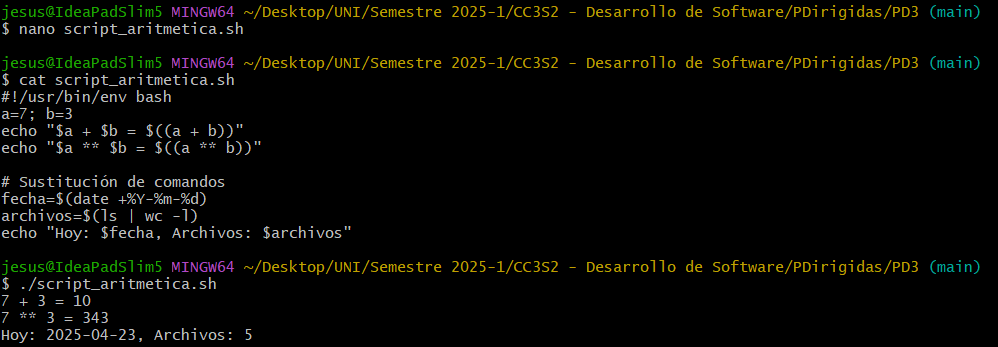 jesus@IdeaPadSlim5 MINGW64 ~/Desktop/UNI/Semestre 2025-1/CC3S2 - Desarrollo de Software/PDirigidas/PD3 (main)
$ nano script_aritmetica.sh
jesus@IdeaPadSlim5 MINGW64 ~/Desktop/UNI/Semestre 2025-1/CC3S2 - Desarrollo de Software/PDirigidas/PD3 (main)
$ cat script_aritmetica.sh
#!/usr/bin/env bash
a=7; b=3
echo "$a + $b = $((a + b))"
echo "$a ** $b = $((a ** b))"
# Sustitución de comandos
fecha=$(date +%Y-%m-%d)
archivos=$(ls | wc -l)
echo "Hoy: $fecha, Archivos: $archivos"
jesus@IdeaPadSlim5 MINGW64 ~/Desktop/UNI/Semestre 2025-1/CC3S2 - Desarrollo de Software/PDirigidas/PD3 (main)
$ ./script_aritmetica.sh
7 + 3 = 10
7 ** 3 = 343
Hoy: 2025-04-23, Archivos: 5